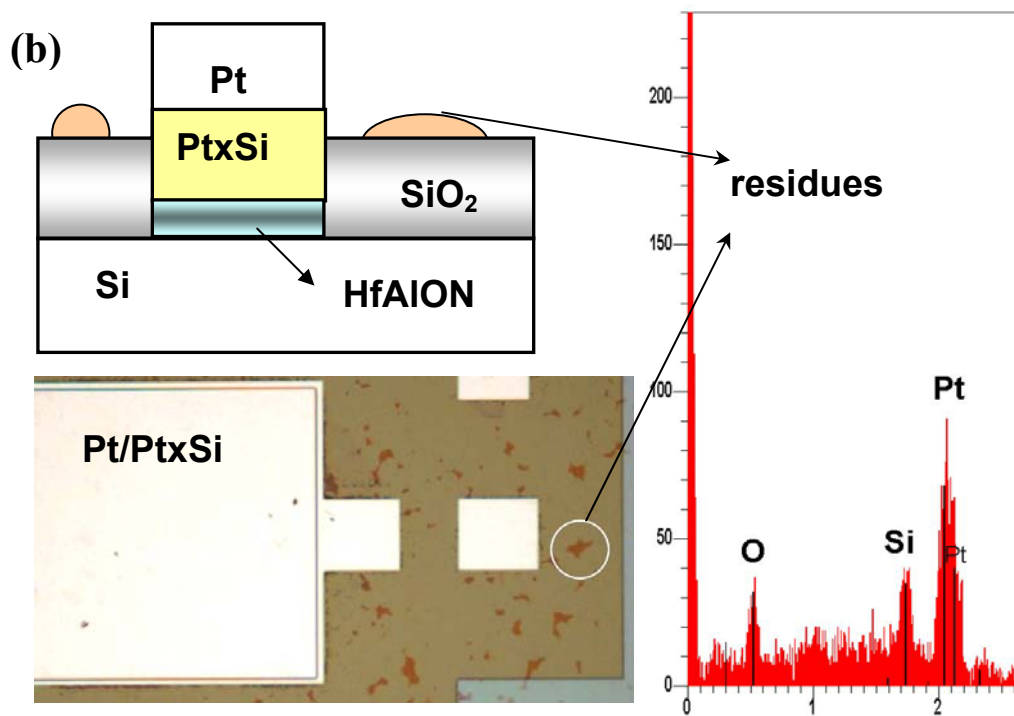 (b)
Pt
PtxSi
SiO₂
Si
HfAlON
residues
Pt/PtxSi
200
150
100
50
0
O
Si
Pt
Pt
0
1
2